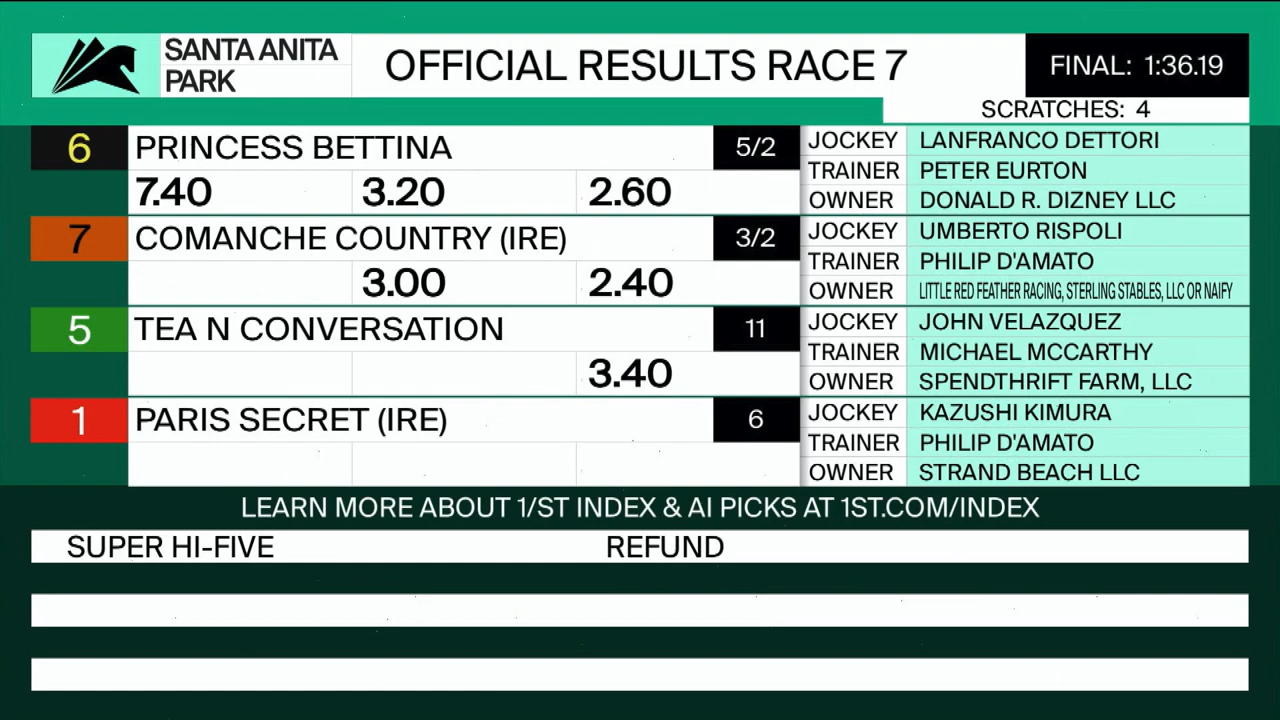 SANTA ANITA
PARK
OFFICIAL RESULTS RACE 7
FINAL: 1:36.19
SCRATCHES: 4
6 PRINCESS BETTINA 5/2
7.40 3.20 2.60
JOCKEY LANFRANCO DETTORI
TRAINER PETER EURTON
OWNER DONALD R. DIZNEY LLC
7 COMANCHE COUNTRY (IRE) 3/2
3.00 2.40
JOCKEY UMBERTO RISPOLI
TRAINER PHILIP D'AMATO
OWNER LITTLE RED FEATHER RACING, STERLING STABLES, LLC OR NAIFY
5 TEA N CONVERSATION 11
3.40
JOCKEY JOHN VELAZQUEZ
TRAINER MICHAEL MCCARTHY
OWNER SPENDTHRIFT FARM, LLC
1 PARIS SECRET (IRE) 6
JOCKEY KAZUSHI KIMURA
TRAINER PHILIP D'AMATO
OWNER STRAND BEACH LLC
LEARN MORE ABOUT 1/ST INDEX & AI PICKS AT 1ST.COM/INDEX
SUPER HI-FIVE REFUND